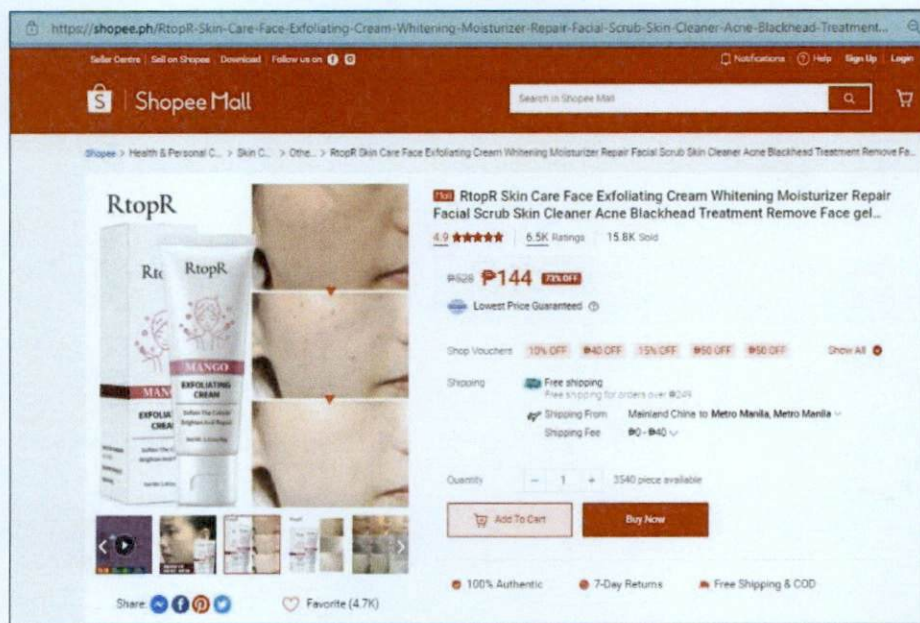 https://shopee.ph/RtopR-Skin-Care-Face-Exfoliating-Cream-Whitening-Moisturizer-Repair-Facial-Scrub-Skin-Cleaner-Acne-Blackhead-Treatment...
Seller Centre | Sell on Shopee | Download | Follow us on
Notifications Help Sign Up | Login
Shopee Mall
Search in Shopee Mall
Shopee > Health & Personal C... > Skin C... > Othe... > RtopR Skin Care Face Exfoliating Cream Whitening Moisturizer Repair Facial Scrub Skin Cleaner Acne Blackhead Treatment Remove Fa...
RtopR
RtopR
MANGO
EXFOLIATING
CREAM
Mall RtopR Skin Care Face Exfoliating Cream Whitening Moisturizer Repair
Facial Scrub Skin Cleaner Acne Blackhead Treatment Remove Face gel...
4.9 6.5K Ratings 15.8K Sold
₱528 ₱144 73% OFF
Lowest Price Guaranteed
Shop Vouchers 10% OFF ₱40 OFF 15% OFF ₱50 OFF ₱50 OFF Show All
Shipping Free shipping
Free shipping for orders over ₱249
Shipping From Mainland China to Metro Manila, Metro Manila
Shipping Fee ₱0 - ₱40
Quantity - 1 + 3540 piece available
Add To Cart Buy Now
100% Authentic 7-Day Returns Free Shipping & COD
Share: Favorite (4.7K)